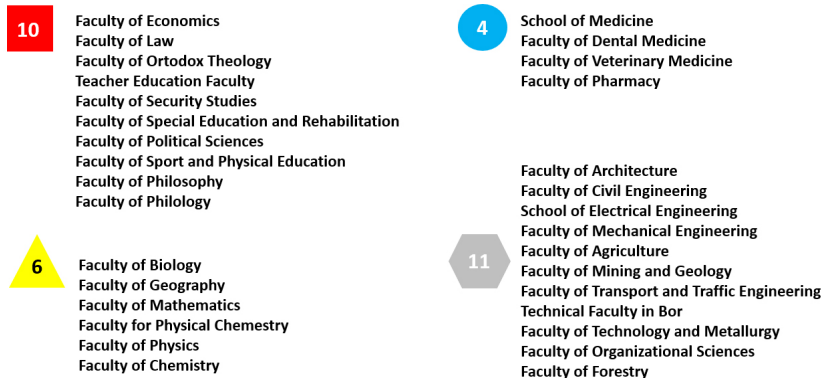 10
Faculty of Economics
Faculty of Law
Faculty of Ortodox Theology
Teacher Education Faculty
Faculty of Security Studies
Faculty of Special Education and Rehabilitation
Faculty of Political Sciences
Faculty of Sport and Physical Education
Faculty of Philosophy
Faculty of Philology
4
School of Medicine
Faculty of Dental Medicine
Faculty of Veterinary Medicine
Faculty of Pharmacy
6
Faculty of Biology
Faculty of Geography
Faculty of Mathematics
Faculty for Physical Chemestry
Faculty of Physics
Faculty of Chemistry
11
Faculty of Architecture
Faculty of Civil Engineering
School of Electrical Engineering
Faculty of Mechanical Engineering
Faculty of Agriculture
Faculty of Mining and Geology
Faculty of Transport and Traffic Engineering
Technical Faculty in Bor
Faculty of Technology and Metallurgy
Faculty of Organizational Sciences
Faculty of Forestry